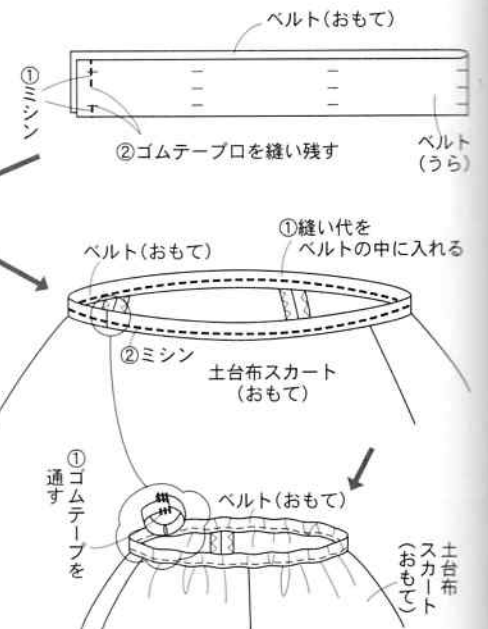 ベルト(おもて)
①ミシン
②ゴムテープ口を縫い残す
ベルト
(うら)
ベルト(おもて)
①縫い代を
ベルトの中に入れる
②ミシン
土台布スカート
(おもて)
①ゴムテープを
通す
ベルト(おもて)
土台布
スカート
(おもて)